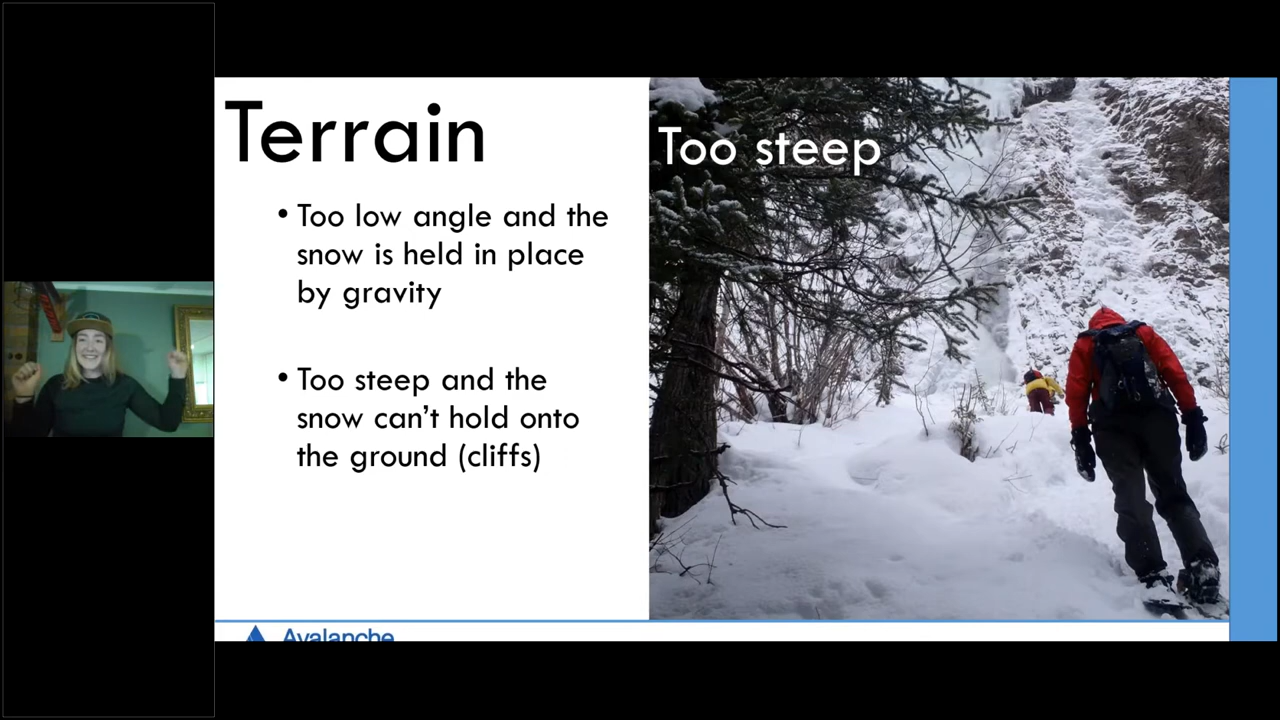 Terrain
• Too low angle and the
snow is held in place
by gravity
• Too steep and the
snow can’t hold onto
the ground (cliffs)
Too steep
Avalanche